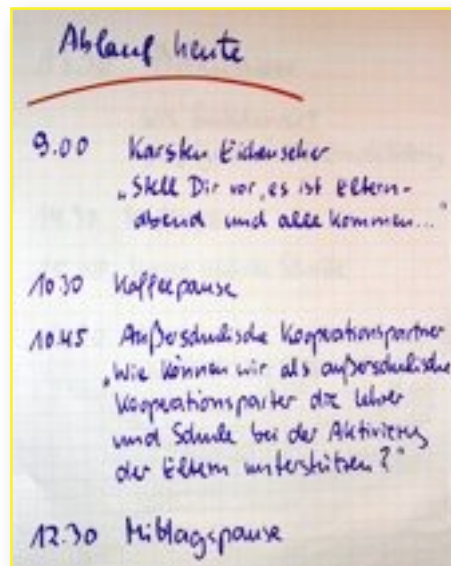 Ablauf heute
9.00 Karsten
„Stell Dir vor, es ist Eltern-
abend und alle kommen..."
10 30 Kaffeepause
10.45 Außerschulische Kooperationspartner
„Wie können wir als außerschulische
Kooperationsparter die Lehrer
und Schule bei der Aktivierung
der Eltern unterstützen?"
12.30 Mittagspause